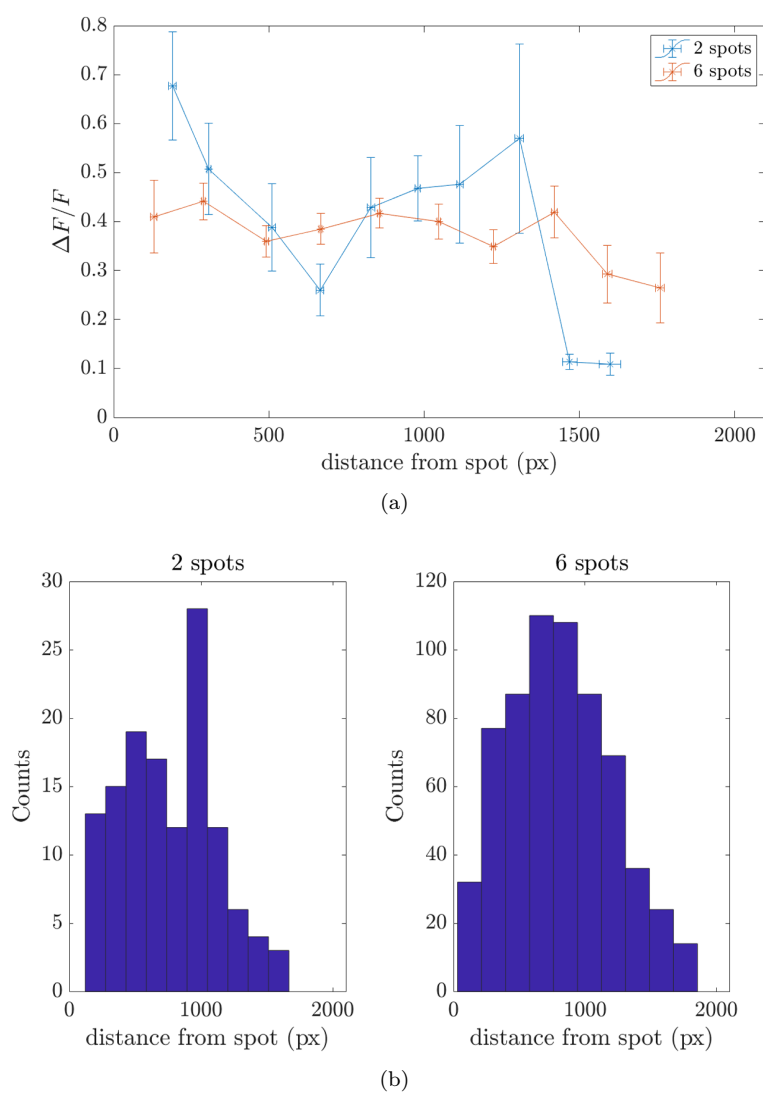 0.8
0.7
0.6
0.5
0.4
0.3
0.2
0.1
0
ΔF/F
2 spots
6 spots
0 500 1000 1500 2000
distance from spot (px)
(a)
2 spots
30
25
20
15
10
5
0
Counts
0 1000 2000
distance from spot (px)
6 spots
120
100
80
60
40
20
0
Counts
0 1000 2000
distance from spot (px)
(b)